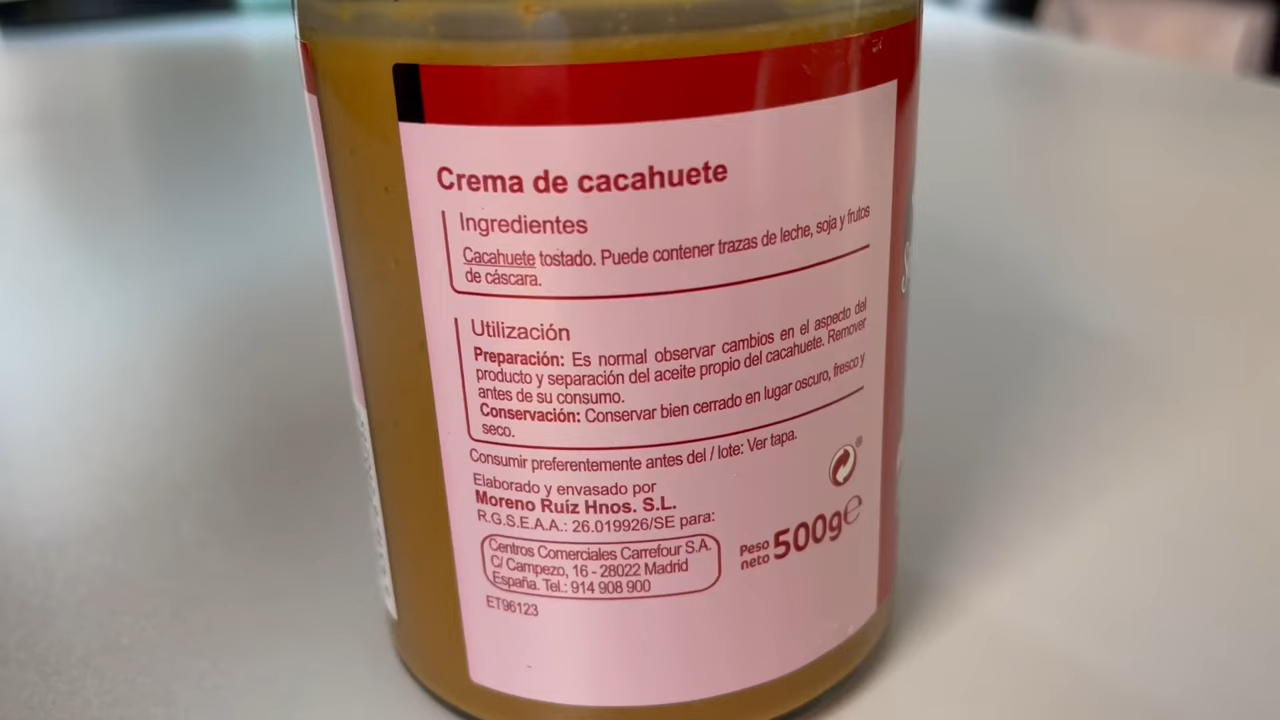 Crema de cacahuete
Ingredientes
Cacahuete tostado. Puede contener trazas de leche, soja y frutos
de cáscara.
Utilización
Preparación: Es normal observar cambios en el aspecto del
producto y separación del aceite propio del cacahuete. Remover
antes de su consumo.
Conservación: Conservar bien cerrado en lugar oscuro, fresco y
seco.
Consumir preferentemente antes del / lote: Ver tapa.
Elaborado y envasado por
Moreno Ruíz Hnos. S.L.
R.G.S.E.A.A.: 26.019926/SE para:
Centros Comerciales Carrefour S.A.
C/ Campezo, 16 - 28022 Madrid
España. Tel.: 914 908 900
ET96123
Peso
neto 500g e